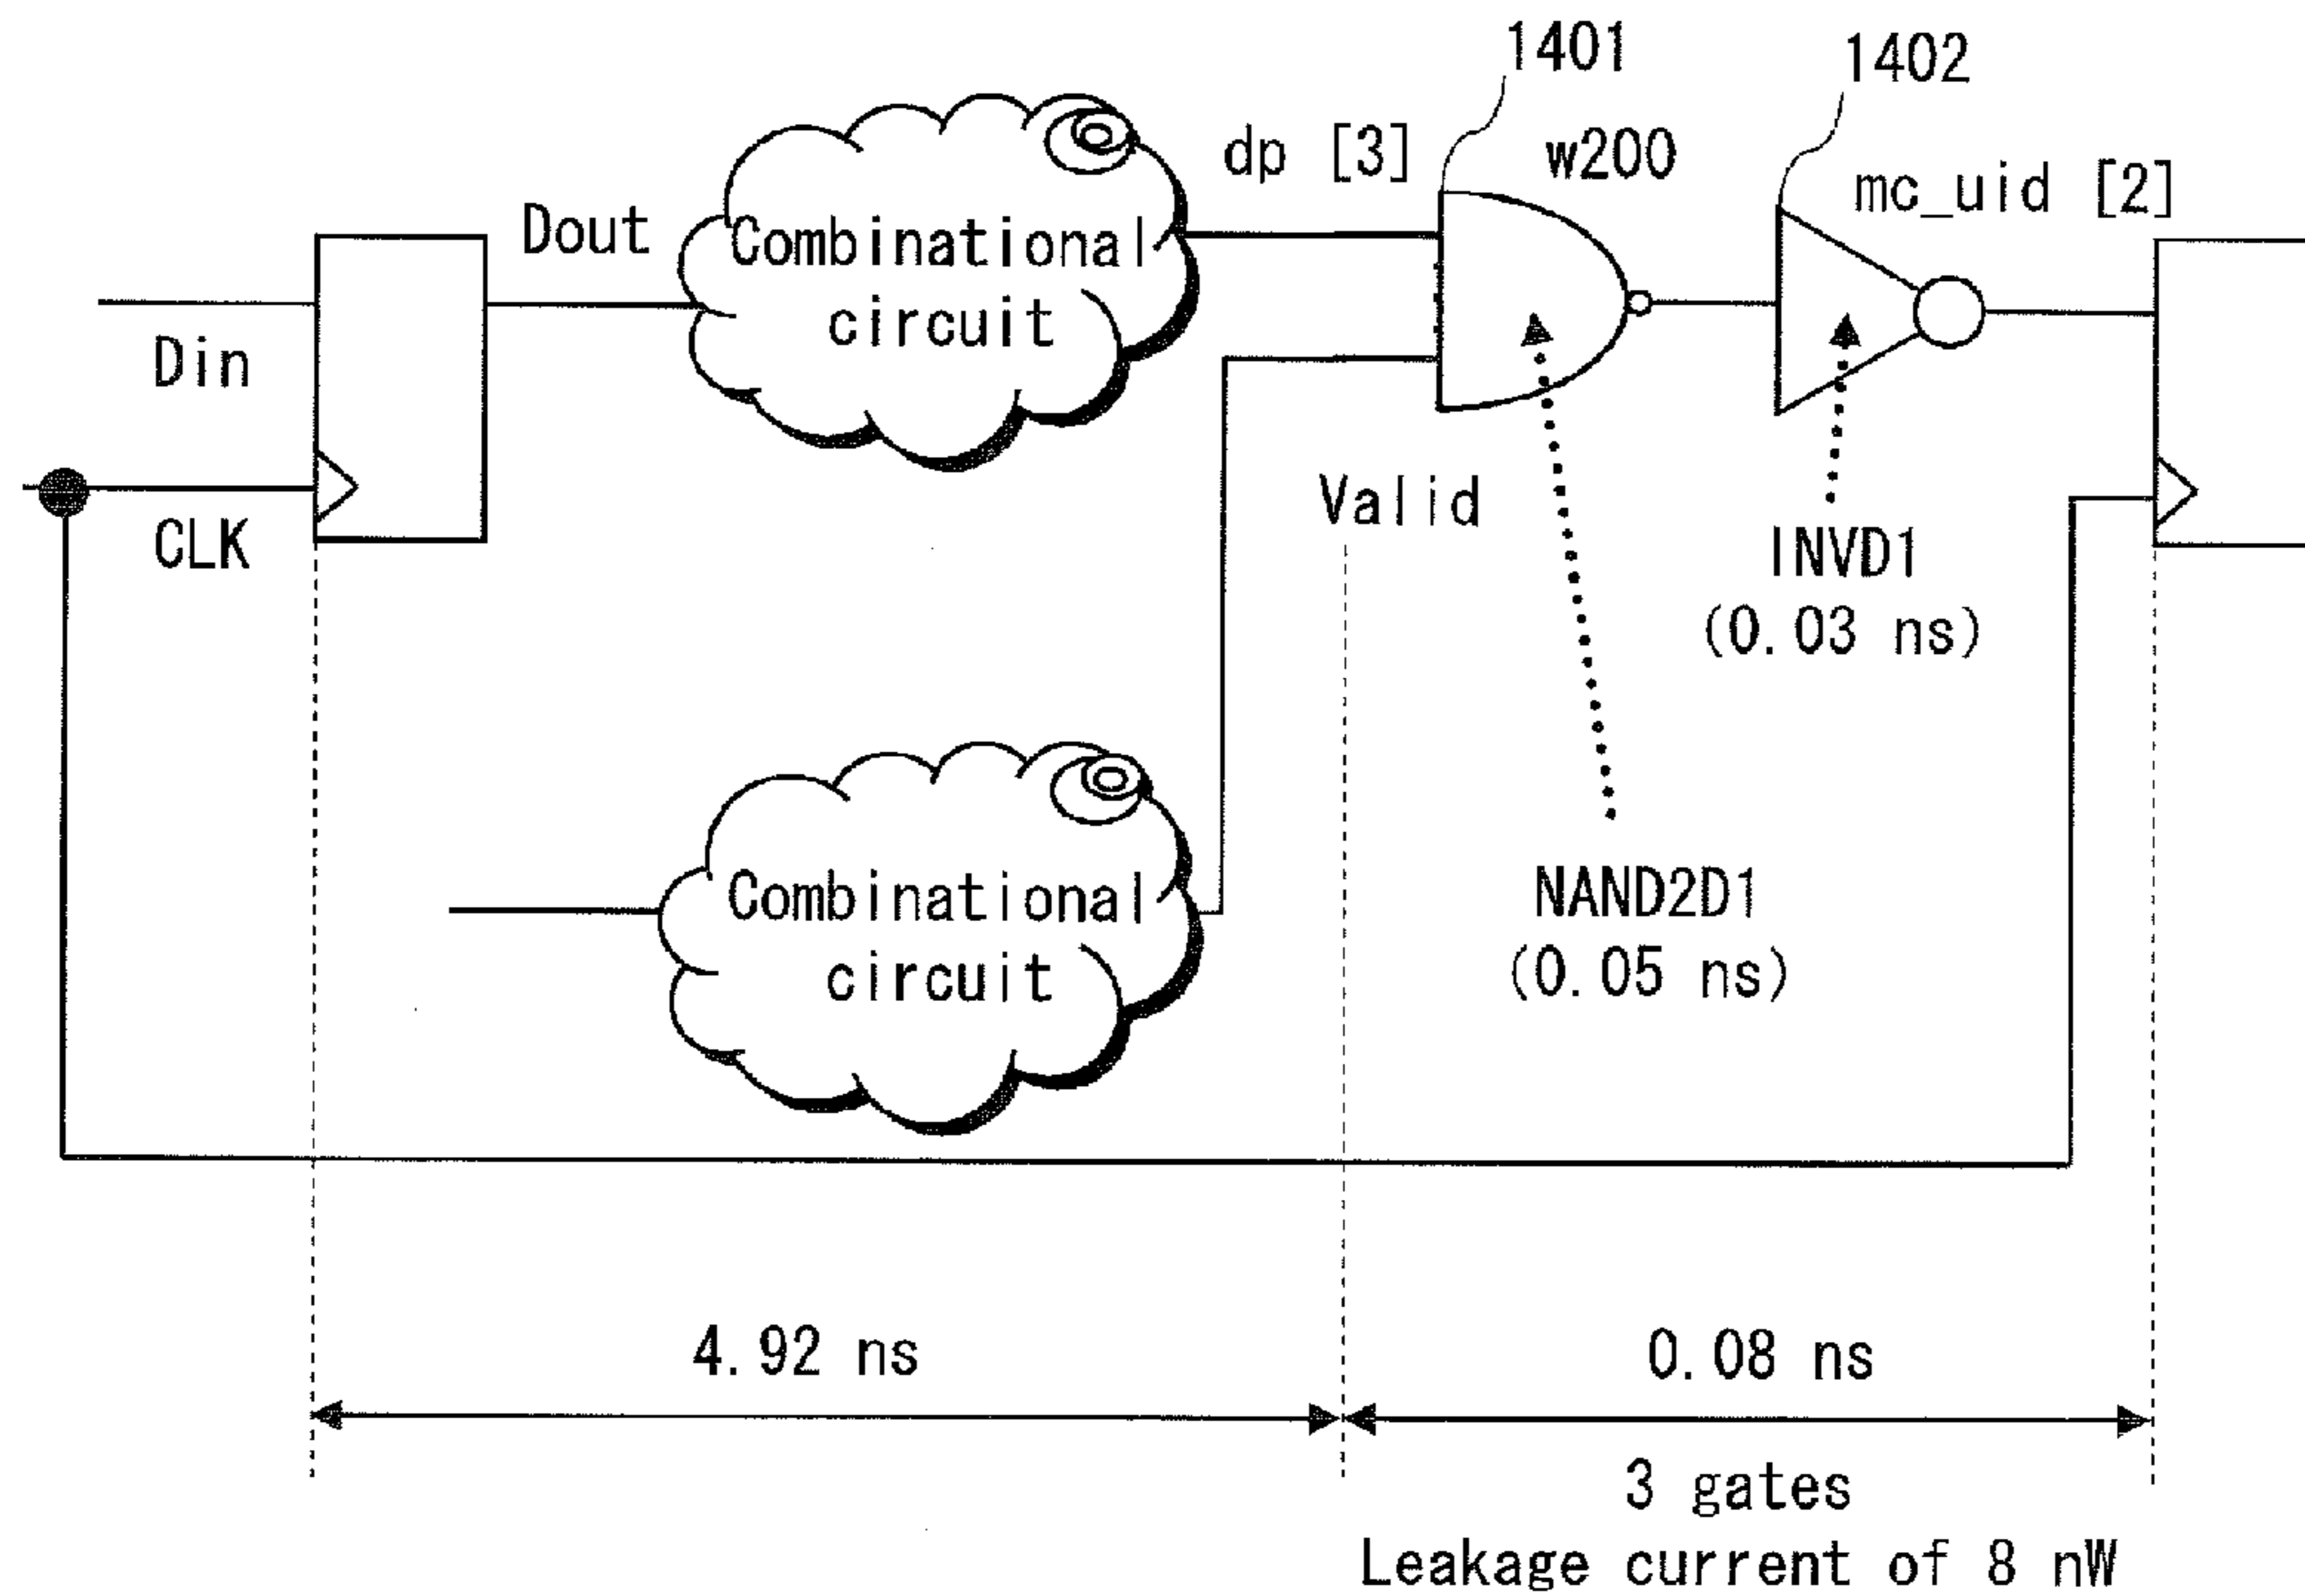 1401
1402
dp [3]
w200
mc_uid [2]
Dout
Combinational
circuit
Din
CLK
Valid
INVD1
(0.03 ns)
Combinational
circuit
NAND2D1
(0.05 ns)
4.92 ns
0.08 ns
3 gates
Leakage current of 8 nW